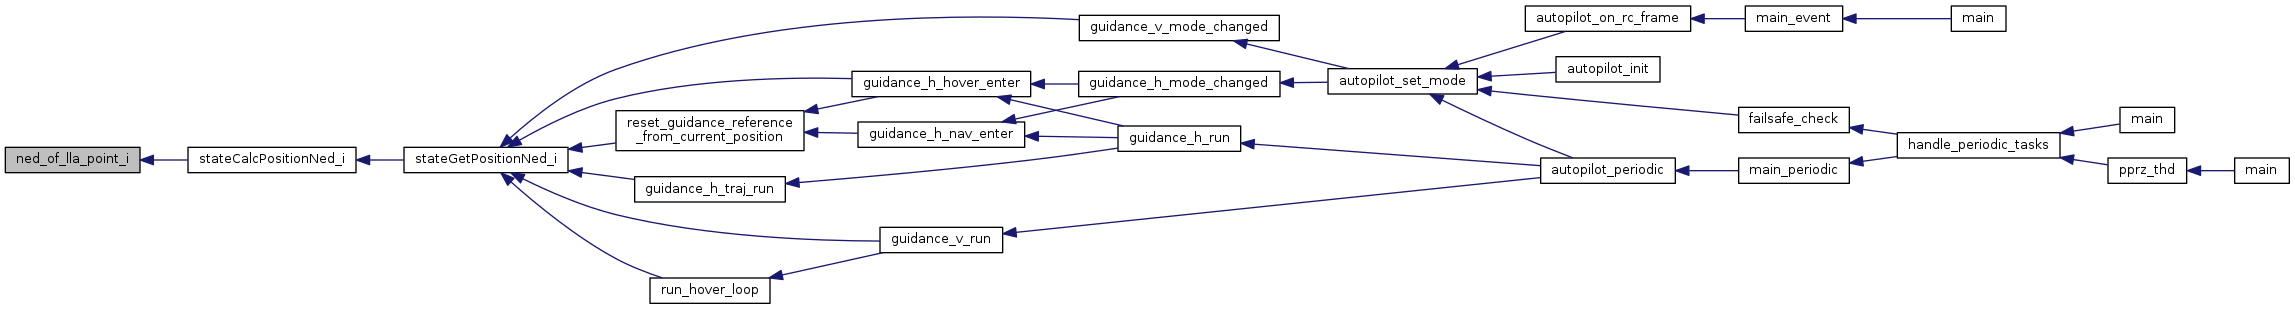 ned_of_lla_point_i
stateCalcPositionNed_i
stateGetPositionNed_i
guidance_v_mode_changed
guidance_h_hover_enter
reset_guidance_reference
_from_current_position
guidance_h_traj_run
guidance_v_run
run_hover_loop
guidance_h_mode_changed
guidance_h_nav_enter
guidance_h_run
autopilot_set_mode
autopilot_on_rc_frame
autopilot_init
autopilot_periodic
main_event
main
failsafe_check
main_periodic
handle_periodic_tasks
main
pprz_thd
main